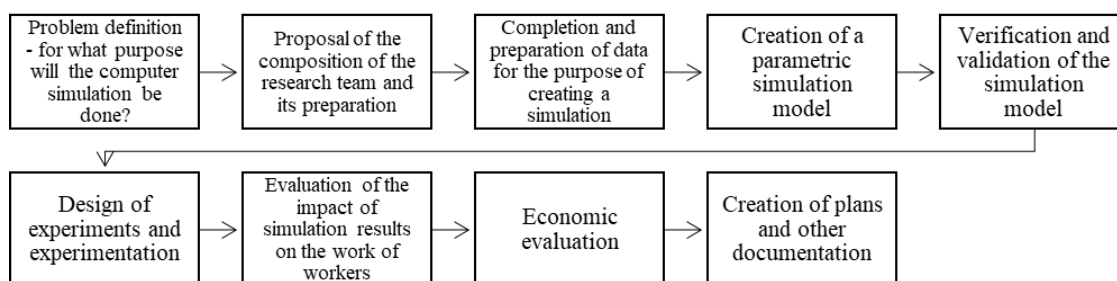 Problem definition
- for what purpose
will the computer
simulation be
done?
Proposal of the
composition of the
research team and
its preparation
Completion and
preparation of data
for the purpose of
creating a
simulation
Creation of a
parametric
simulation
model
Verification and
validation of the
simulation
model
Design of
experiments and
experimentation
Evaluation of the
impact of
simulation results
on the work of
workers
Economic
evaluation
Creation of plans
and other
documentation